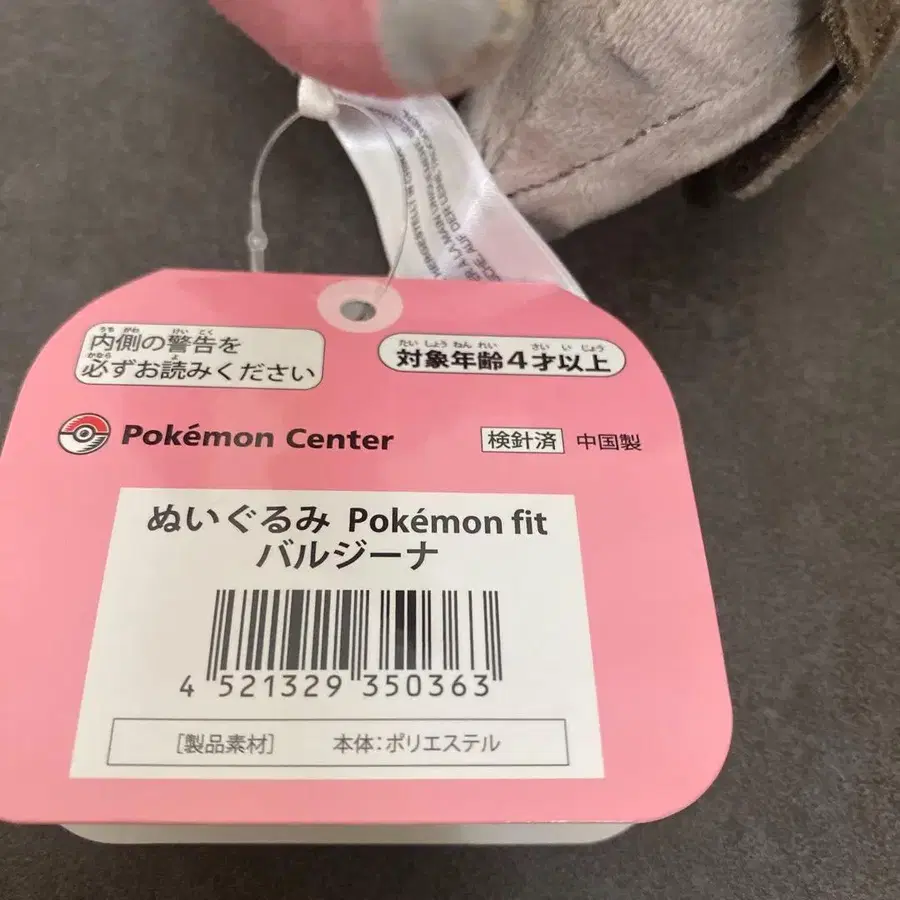 内側の警告を
必ずお読みください
対象年齢4才以上
Pokémon Center
検針済 中国製
ぬいぐるみ Pokémon fit
バルジーナ
4 521329 350363
[製品素材] 本体:ポリエステル